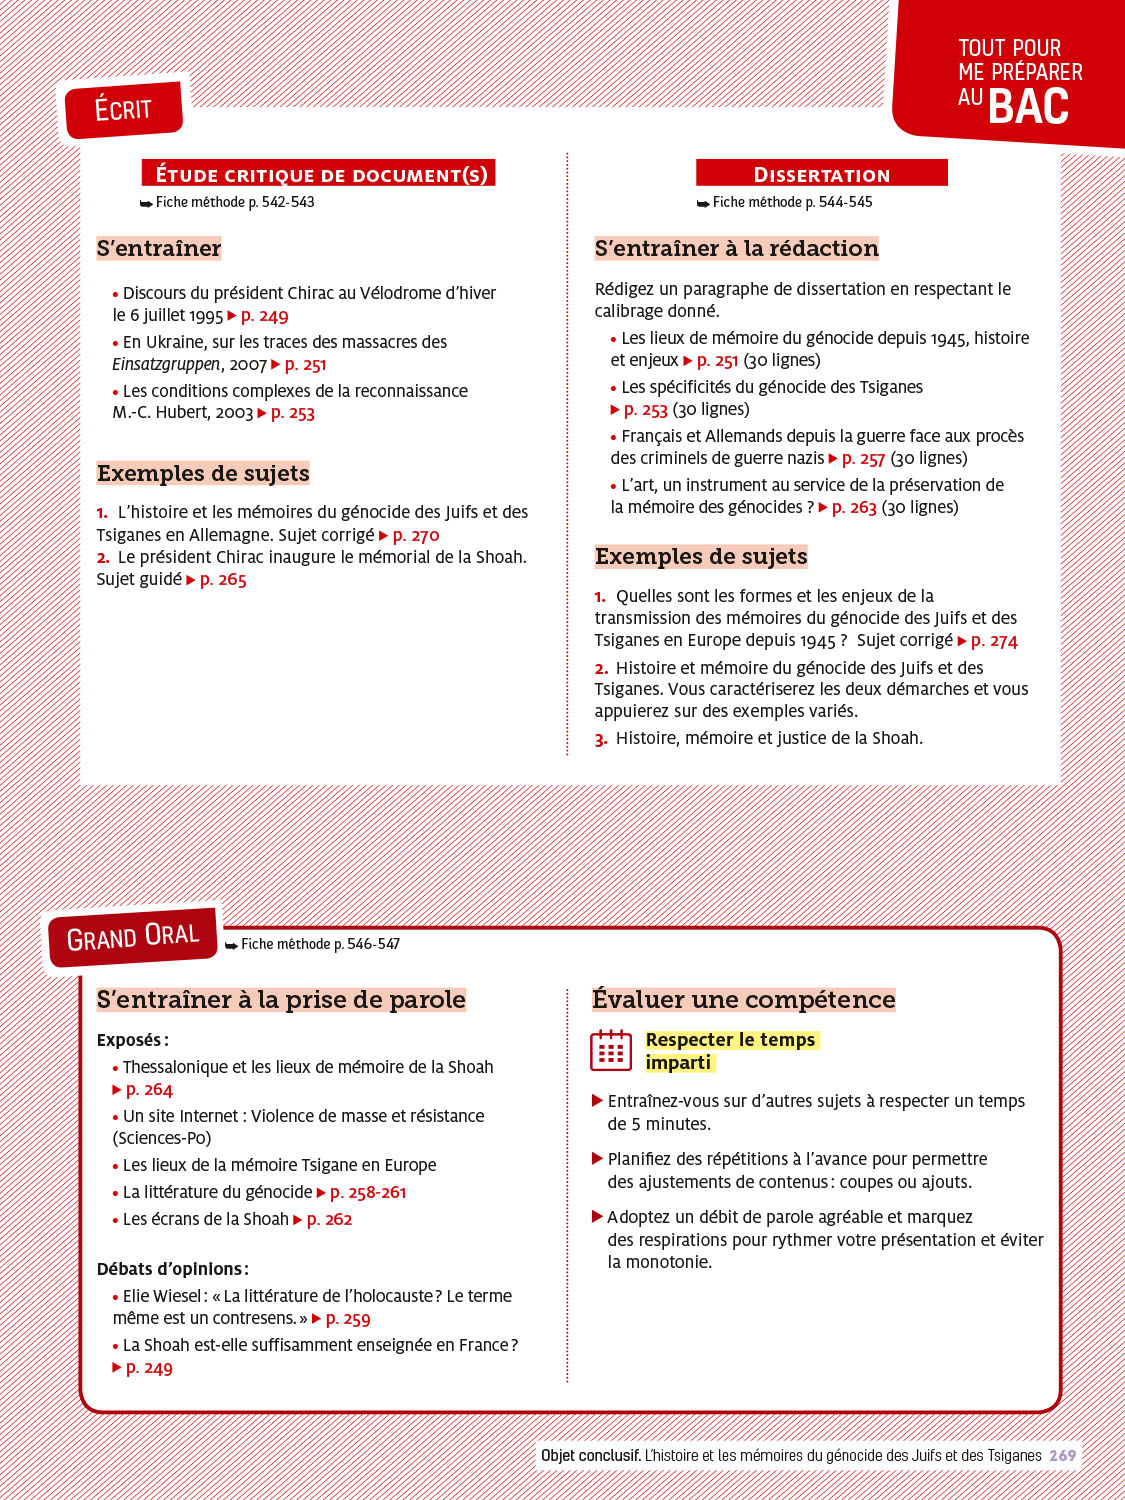 TOUT POUR
ME PRÉPARER
AU BAC
ÉCRIT
ÉTUDE CRITIQUE DE DOCUMENT(S)
➥ Fiche méthode p. 542-543
S’entraîner
• Discours du président Chirac au Vélodrome d’hiver
le 6 juillet 1995 ▶ p. 249
• En Ukraine, sur les traces des massacres des
Einsatzgruppen, 2007 ▶ p. 251
• Les conditions complexes de la reconnaissance
M.-C. Hubert, 2003 ▶ p. 253
Exemples de sujets
1. L’histoire et les mémoires du génocide des Juifs et des
Tsiganes en Allemagne. Sujet corrigé ▶ p. 270
2. Le président Chirac inaugure le mémorial de la Shoah.
Sujet guidé ▶ p. 265
DISSERTATION
➥ Fiche méthode p. 544-545
S’entraîner à la rédaction
Rédigez un paragraphe de dissertation en respectant le
calibrage donné.
• Les lieux de mémoire du génocide depuis 1945, histoire
et enjeux ▶ p. 251 (30 lignes)
• Les spécificités du génocide des Tsiganes
▶ p. 253 (30 lignes)
• Français et Allemands depuis la guerre face aux procès
des criminels de guerre nazis ▶ p. 257 (30 lignes)
• L’art, un instrument au service de la préservation de
la mémoire des génocides ? ▶ p. 263 (30 lignes)
Exemples de sujets
1. Quelles sont les formes et les enjeux de la
transmission des mémoires du génocide des Juifs et des
Tsiganes en Europe depuis 1945 ? Sujet corrigé ▶ p. 274
2. Histoire et mémoire du génocide des Juifs et des
Tsiganes. Vous caractériserez les deux démarches et vous
appuierez sur des exemples variés.
3. Histoire, mémoire et justice de la Shoah.
GRAND ORAL
➥ Fiche méthode p. 546-547
S’entraîner à la prise de parole
Exposés :
• Thessalonique et les lieux de mémoire de la Shoah
▶ p. 264
• Un site Internet : Violence de masse et résistance
(Sciences-Po)
• Les lieux de la mémoire Tsigane en Europe
• La littérature du génocide ▶ p. 258-261
• Les écrans de la Shoah ▶ p. 262
Débats d’opinions :
• Elie Wiesel : « La littérature de l’holocauste ? Le terme
même est un contresens. » ▶ p. 259
• La Shoah est-elle suffisamment enseignée en France ?
▶ p. 249
Évaluer une compétence
Respecter le temps
imparti
▶ Entraînez-vous sur d’autres sujets à respecter un temps
de 5 minutes.
▶ Planifiez des répétitions à l’avance pour permettre
des ajustements de contenus : coupes ou ajouts.
▶ Adoptez un débit de parole agréable et marquez
des respirations pour rythmer votre présentation et éviter
la monotonie.
Objet conclusif. L’histoire et les mémoires du génocide des Juifs et des Tsiganes 269